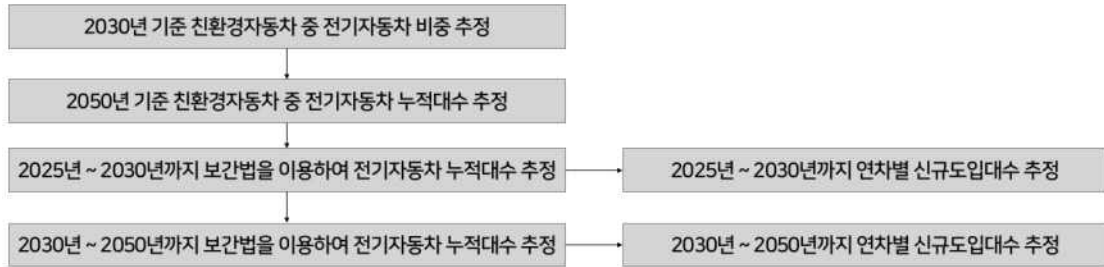 2030년 기준 친환경자동차 중 전기자동차 비중 추정
2050년 기준 친환경자동차 중 전기자동차 누적대수 추정
2025년 ~ 2030년까지 보간법을 이용하여 전기자동차 누적대수 추정
2025년 ~ 2030년까지 연차별 신규도입대수 추정
2030년 ~ 2050년까지 보간법을 이용하여 전기자동차 누적대수 추정
2030년 ~ 2050년까지 연차별 신규도입대수 추정